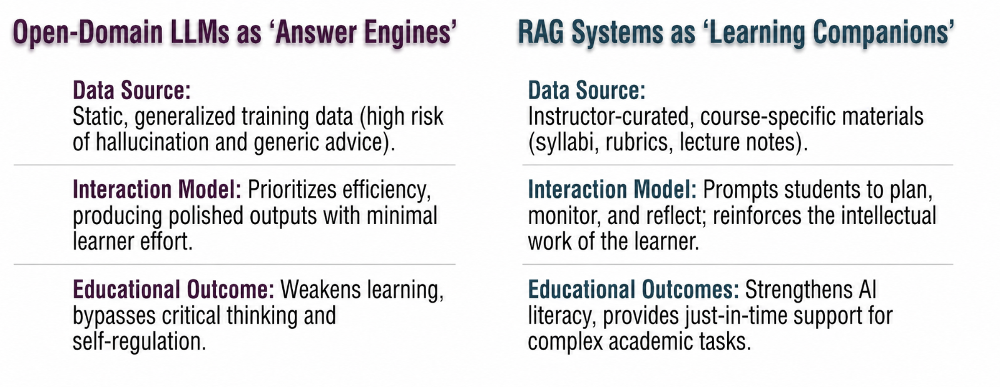 Open-Domain LLMs as ‘Answer Engines’
Data Source:
Static, generalized training data (high risk
of hallucination and generic advice).
Interaction Model: Prioritizes efficiency,
producing polished outputs with minimal
learner effort.
Educational Outcome: Weakens learning,
bypasses critical thinking and
self-regulation.
RAG Systems as ‘Learning Companions’
Data Source:
Instructor-curated, course-specific materials
(syllabi, rubrics, lecture notes).
Interaction Model: Prompts students to plan,
monitor, and reflect; reinforces the intellectual
work of the learner.
Educational Outcomes: Strengthens AI
literacy, provides just-in-time support for
complex academic tasks.